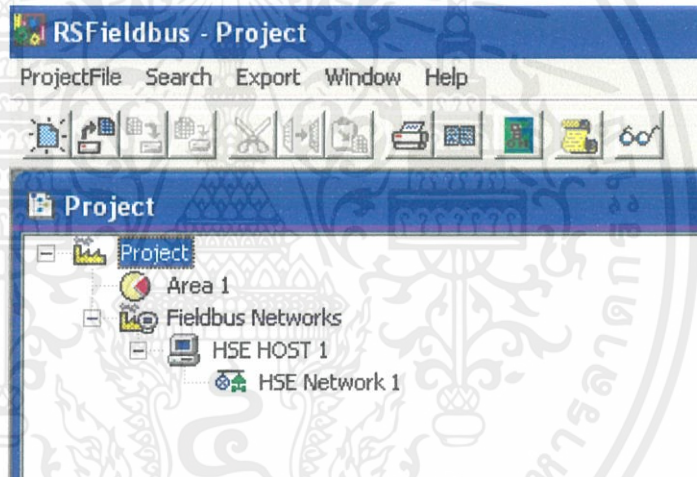 RSFieldbus - Project
ProjectFile Search Export Window Help
Project
Project
Area 1
Fieldbus Networks
HSE HOST 1
HSE Network 1